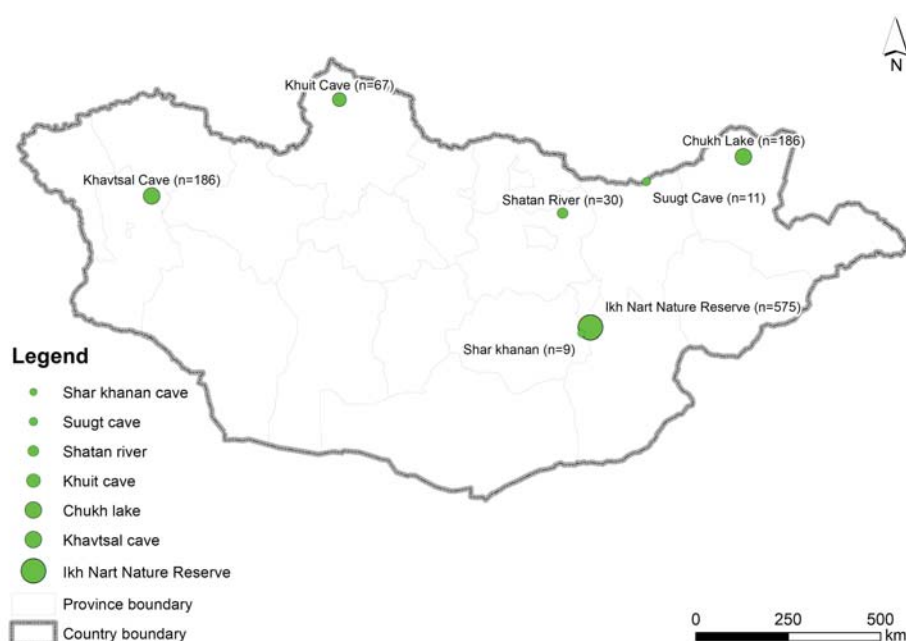 N
Khuit Cave (n=67)
Chukh Lake (n=186)
Khavtsal Cave (n=186)
Shatan River (n=30)
Suugt Cave (n=11)
Ikh Nart Nature Reserve (n=575)
Shar khanan (n=9)
Legend
Shar khanan cave
Suugt cave
Shatan river
Khuit cave
Chukh lake
Khavtsal cave
Ikh Nart Nature Reserve
Province boundary
Country boundary
0 250 500
km